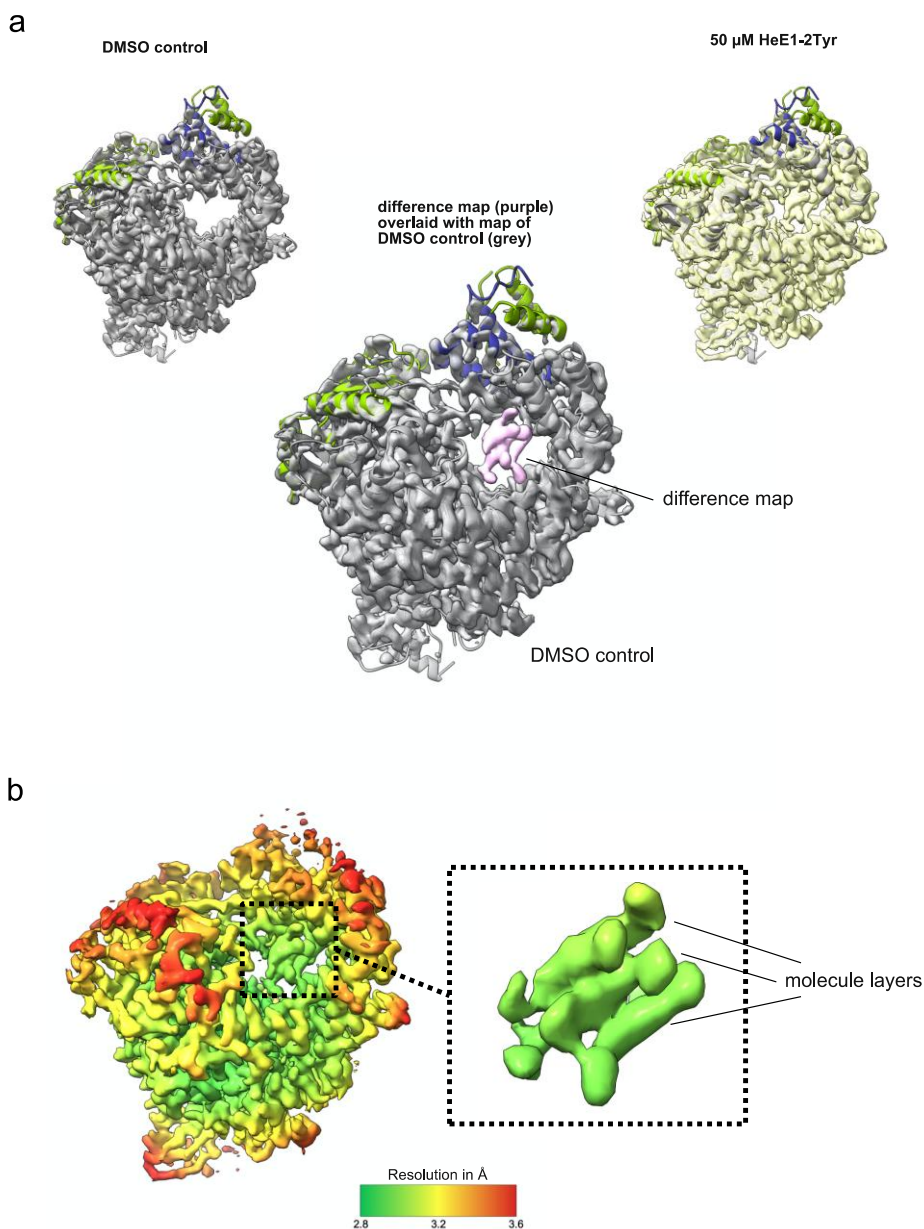 a
DMSO control
50 µM HeE1-2Tyr
difference map (purple)
overlaid with map of
DMSO control (grey)
difference map
DMSO control
b
molecule layers
Resolution in Å
2.8 3.2 3.6